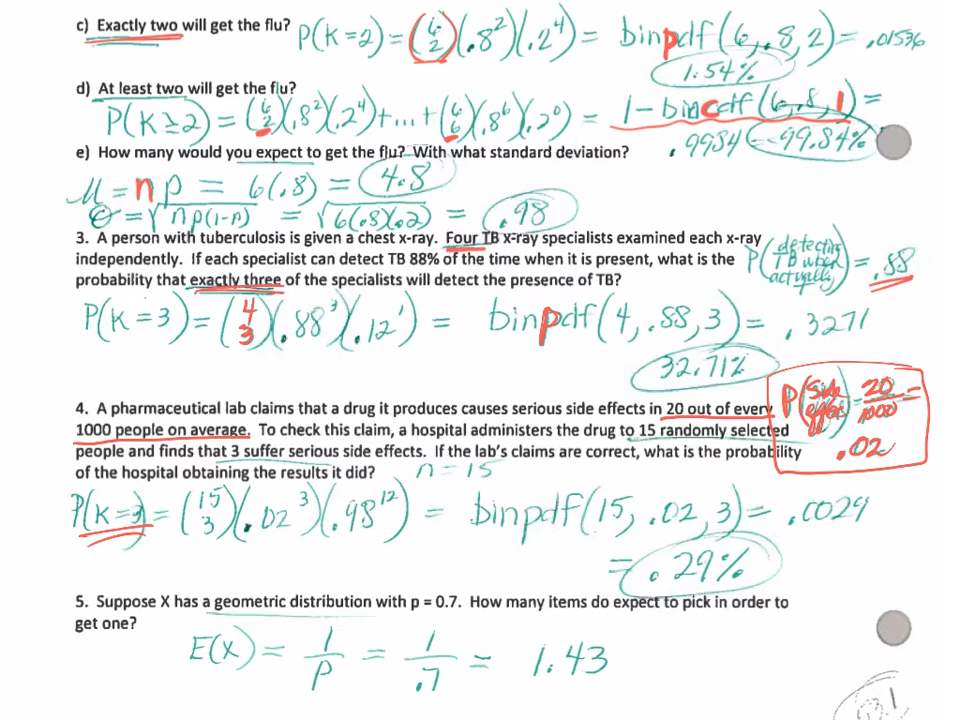 c) Exactly two will get the flu? P(K=2) = (6 2)(.8²)(.2⁴) = binpdf(6, .8, 2) = .01536
1.54%
d) At least two will get the flu?
P(K≥2) = (6 2)(.8²)(.2⁴)+...+(6 6)(.8⁶)(.2⁰) = 1 - bincdf(6, .8, 1) =
.9984 = 99.84%
e) How many would you expect to get the flu? With what standard deviation?
μ = np = 6(.8) = 4.8
σ = √np(1-p) = √6(.8)(.2) = .98
3. A person with tuberculosis is given a chest x-ray. Four TB x-ray specialists examined each x-ray
independently. If each specialist can detect TB 88% of the time when it is present, what is the
probability that exactly three of the specialists will detect the presence of TB?
P(detecting TB when actually) = .88
P(K=3) = (4 3)(.88³)(.12¹) = binpdf(4, .88, 3) = .3271
32.71%
4. A pharmaceutical lab claims that a drug it produces causes serious side effects in 20 out of every
1000 people on average. To check this claim, a hospital administers the drug to 15 randomly selected
people and finds that 3 suffer serious side effects. If the lab's claims are correct, what is the probability
of the hospital obtaining the results it did? n = 15
P(side effect) = 20/1000 =
.02
P(K=3) = (15 3)(.02³)(.98¹²) = binpdf(15, .02, 3) = .0029
= .29%
5. Suppose X has a geometric distribution with p = 0.7. How many items do expect to pick in order to
get one?
E(X) = 1/p = 1/.7 = 1.43